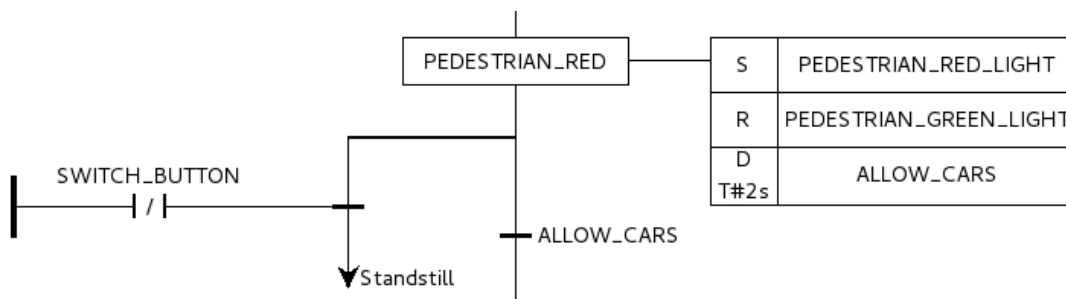 PEDESTRIAN_RED
S
PEDESTRIAN_RED_LIGHT
R
PEDESTRIAN_GREEN_LIGHT
D
T#2s
ALLOW_CARS
SWITCH_BUTTON
/
ALLOW_CARS
Standstill